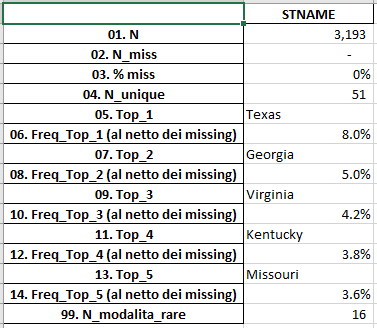 STNAME
01. N 3,193
02. N_miss -
03. % miss 0%
04. N_unique 51
05. Top_1 Texas
06. Freq_Top_1 (al netto dei missing) 8.0%
07. Top_2 Georgia
08. Freq_Top_2 (al netto dei missing) 5.0%
09. Top_3 Virginia
10. Freq_Top_3 (al netto dei missing) 4.2%
11. Top_4 Kentucky
12. Freq_Top_4 (al netto dei missing) 3.8%
13. Top_5 Missouri
14. Freq_Top_5 (al netto dei missing) 3.6%
99. N_modalita_rare 16